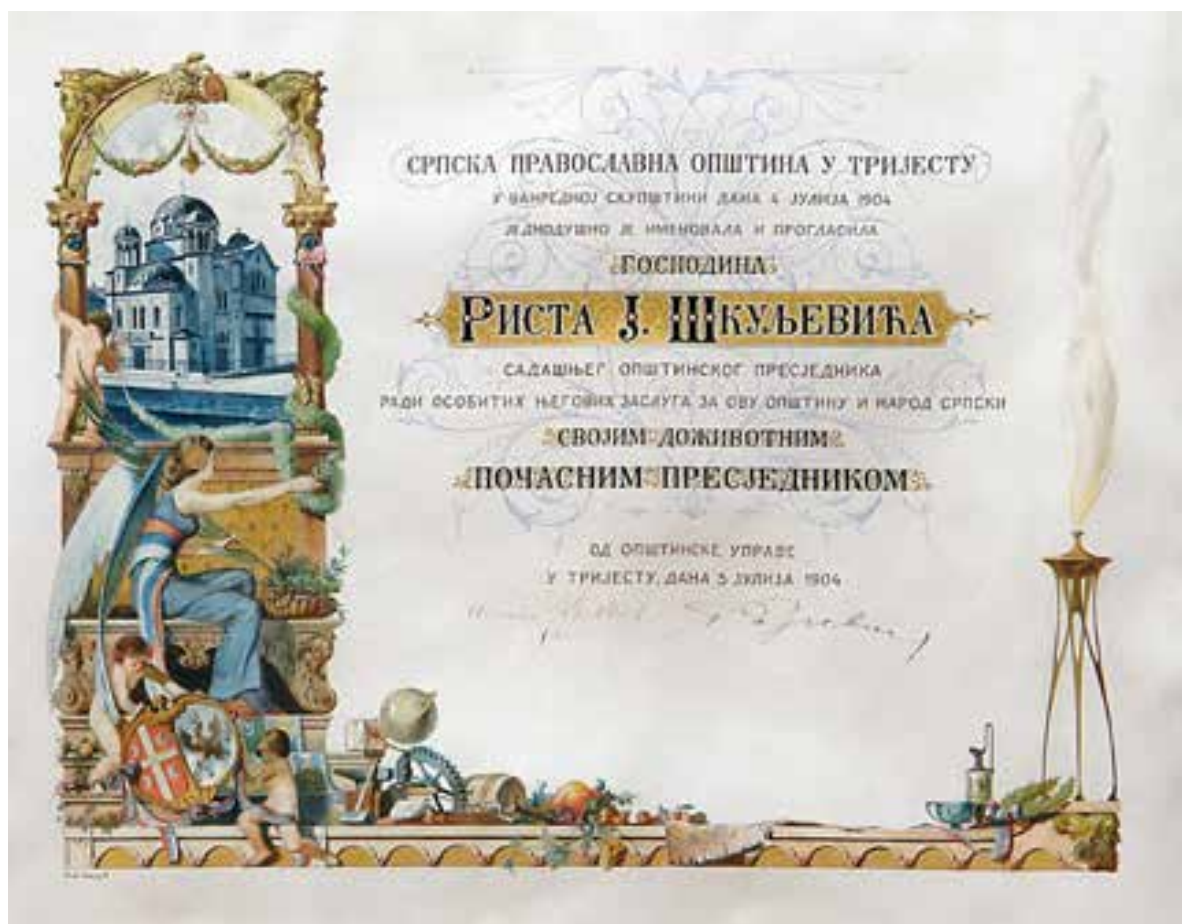 СРПСКА ПРАВОСЛАВНА ОПШТИНА У ТРИЈЕСТУ
У ВАНРЕДНОЈ СКУПШТИНИ ДАНА 4 ЈУЛИЈА 1904
ЈЕДНОДУШНО ЈЕ ИМЕНОВАЛА И ПРОГЛАСИЛА
ГОСПОДИНА
РИСТА Ј. ШКУЉЕВИЋА
САДАШЊЕГ ОПШТИНСКОГ ПРЕСЈЕДНИКА
РАДИ ОСОБИТИХ ЊЕГОВИХ ЗАСЛУГА ЗА ОВУ ОПШТИНУ И НАРОД СРПСКИ
СВОЈИМ ДОЖИВОТНИМ
ПОЧАСНИМ ПРЕСЈЕДНИКОМ
ОД ОПШТИНСКЕ УПРАВЕ
У ТРИЈЕСТУ, ДАНА 5 ЈУЛИЈА 1904